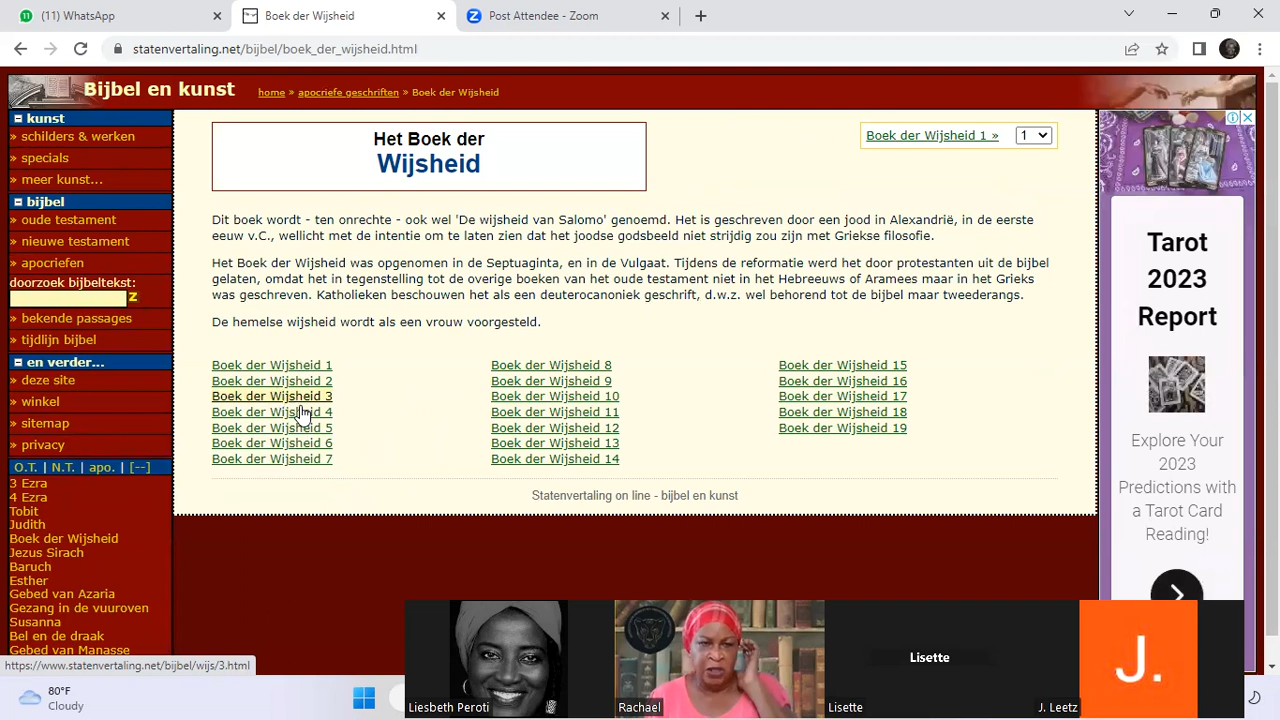 (11) WhatsApp
Boek der Wijsheid
Post Attendee - Zoom
statenvertaling.net/bijbel/boek_der_wijsheid.html
Bijbel en kunst
home » apocriefe geschriften » Boek der Wijsheid
kunst
» schilders & werken
» specials
» meer kunst...
bijbel
» oude testament
» nieuwe testament
» apocriefen
doorzoek bijbeltekst:
» bekende passages
» tijdlijn bijbel
en verder...
» deze site
» winkel
» sitemap
» privacy
O.T. | N.T. | apo. | [--]
3 Ezra
4 Ezra
Tobit
Judith
Boek der Wijsheid
Jezus Sirach
Baruch
Esther
Gebed van Azaria
Gezang in de vuuroven
Susanna
Bel en de draak
Gebed van Manasse
Het Boek der
Wijsheid
Boek der Wijsheid 1 » 1
Dit boek wordt - ten onrechte - ook wel 'De wijsheid van Salomo' genoemd. Het is geschreven door een jood in Alexandrië, in de eerste
eeuw v.C., wellicht met de intentie om te laten zien dat het joodse godsbeeld niet strijdig zou zijn met Griekse filosofie.
Het Boek der Wijsheid was opgenomen in de Septuaginta, en in de Vulgaat. Tijdens de reformatie werd het door protestanten uit de bijbel
gelaten, omdat het in tegenstelling tot de overige boeken van het oude testament niet in het Hebreeuws of Aramees maar in het Grieks
was geschreven. Katholieken beschouwen het als een deuterocanoniek geschrift, d.w.z. wel behorend tot de bijbel maar tweederangs.
De hemelse wijsheid wordt als een vrouw voorgesteld.
Boek der Wijsheid 1
Boek der Wijsheid 2
Boek der Wijsheid 3
Boek der Wijsheid 4
Boek der Wijsheid 5
Boek der Wijsheid 6
Boek der Wijsheid 7
Boek der Wijsheid 8
Boek der Wijsheid 9
Boek der Wijsheid 10
Boek der Wijsheid 11
Boek der Wijsheid 12
Boek der Wijsheid 13
Boek der Wijsheid 14
Boek der Wijsheid 15
Boek der Wijsheid 16
Boek der Wijsheid 17
Boek der Wijsheid 18
Boek der Wijsheid 19
Statenvertaling on line - bijbel en kunst
Tarot
2023
Report
Explore Your
2023
Predictions with
a Tarot Card
Reading!
https://www.statenvertaling.net/bijbel/wijs/3.html
80°F
Cloudy
Liesbeth Peroti
Rachael
Lisette
Lisette
J.
J. Leetz